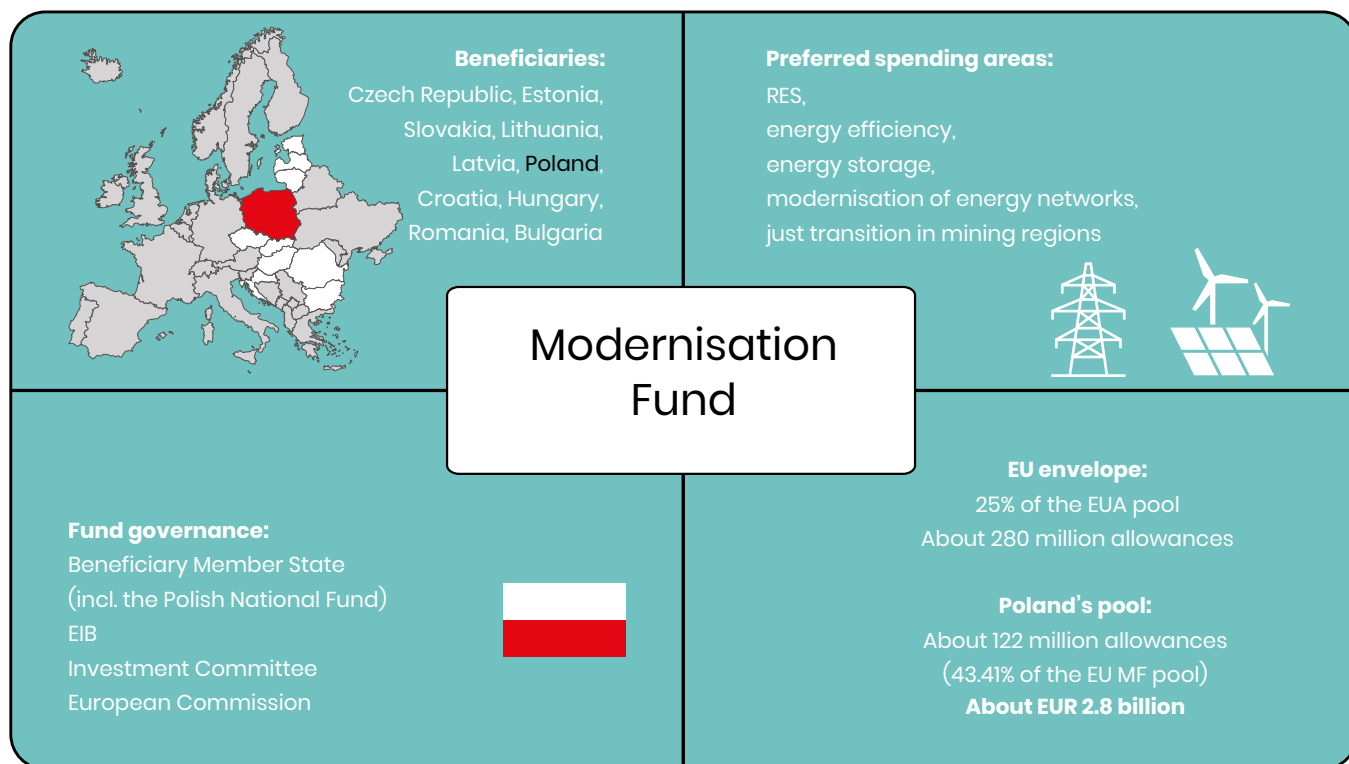 Beneficiaries:
Czech Republic, Estonia,
Slovakia, Lithuania,
Latvia, Poland,
Croatia, Hungary,
Romania, Bulgaria
Preferred spending areas:
RES,
energy efficiency,
energy storage,
modernisation of energy networks,
just transition in mining regions
Modernisation
Fund
Fund governance:
Beneficiary Member State
(incl. the Polish National Fund)
EIB
Investment Committee
European Commission
EU envelope:
25% of the EUA pool
About 280 million allowances
Poland’s pool:
About 122 million allowances
(43.41% of the EU MF pool)
About EUR 2.8 billion